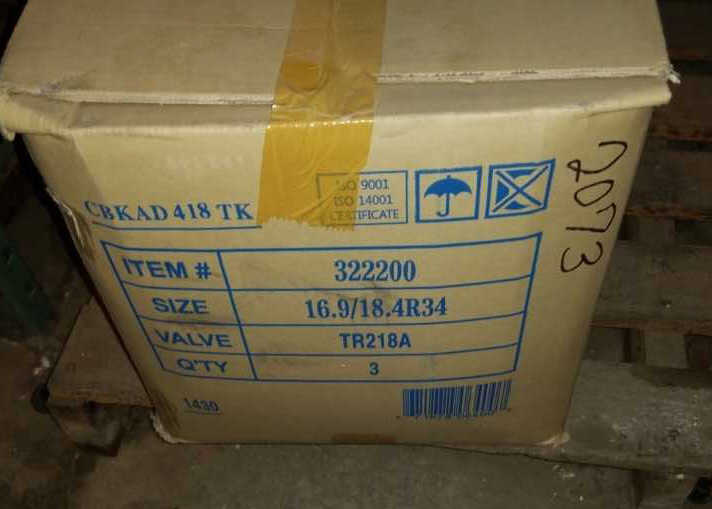 CBKAD 418 TK
ISO 9001
ISO 14001
CERTIFICATE
2073
ITEM # 322200
SIZE 16.9/18.4R34
VALVE TR218A
Q'TY 3
1430